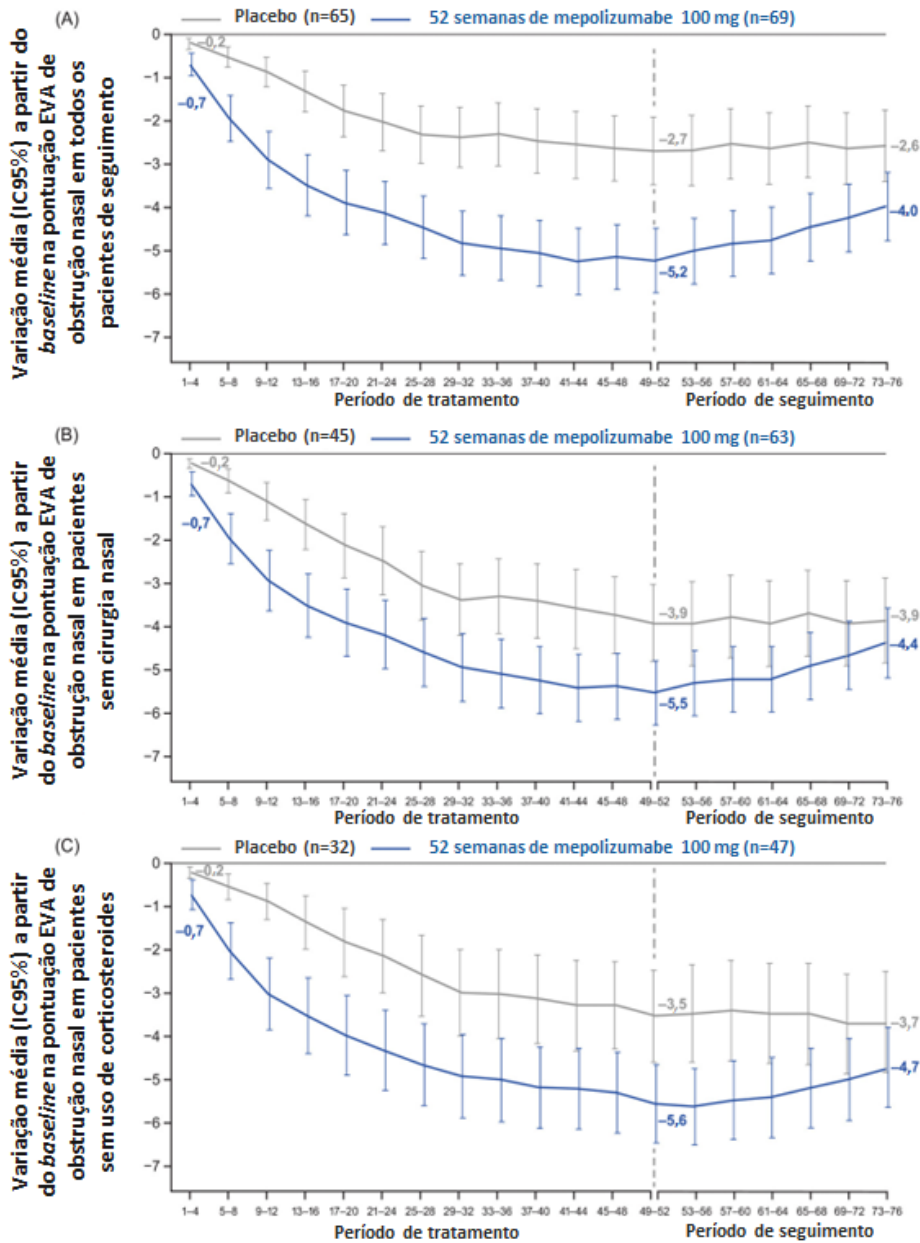 (A)
Placebo (n=65)
52 semanas de mepolizumabe 100 mg (n=69)
Variação média (IC95%) a partir do
baseline na pontuação EVA de
obstrução nasal em todos os
pacientes de seguimento
0
−1
−2
−3
−4
−5
−6
−7
−0,2
−0,7
−2,7
−5,2
−2,6
−4.0
1–4 5–8 9–12 13–16 17–20 21–24 25–28 29–32 33–36 37–40 41–44 45–48 49–52 53–56 57–60 61–64 65–68 69–72 73–76
Período de tratamento
Período de seguimento
(B)
Placebo (n=45)
52 semanas de mepolizumabe 100 mg (n=63)
Variação média (IC95%) a partir
do baseline na pontuação EVA de
obstrução nasal em pacientes
sem cirurgia nasal
0
−1
−2
−3
−4
−5
−6
−7
−0,2
−0,7
−3,9
−5,5
−3,9
−4,4
1–4 5–8 9–12 13–16 17–20 21–24 25–28 29–32 33–36 37–40 41–44 45–48 49–52 53–56 57–60 61–64 65–68 69–72 73–76
Período de tratamento
Período de seguimento
(C)
Placebo (n=32)
52 semanas de mepolizumabe 100 mg (n=47)
Variação média (IC95%) a partir
do baseline na pontuação EVA de
obstrução nasal em pacientes
sem uso de corticosteroides
0
−1
−2
−3
−4
−5
−6
−7
−0,2
−0,7
−3,5
−5,6
−3,7
−4,7
1–4 5–8 9–12 13–16 17–20 21–24 25–28 29–32 33–36 37–40 41–44 45–48 49–52 53–56 57–60 61–64 65–68 69–72 73–76
Período de tratamento
Período de seguimento